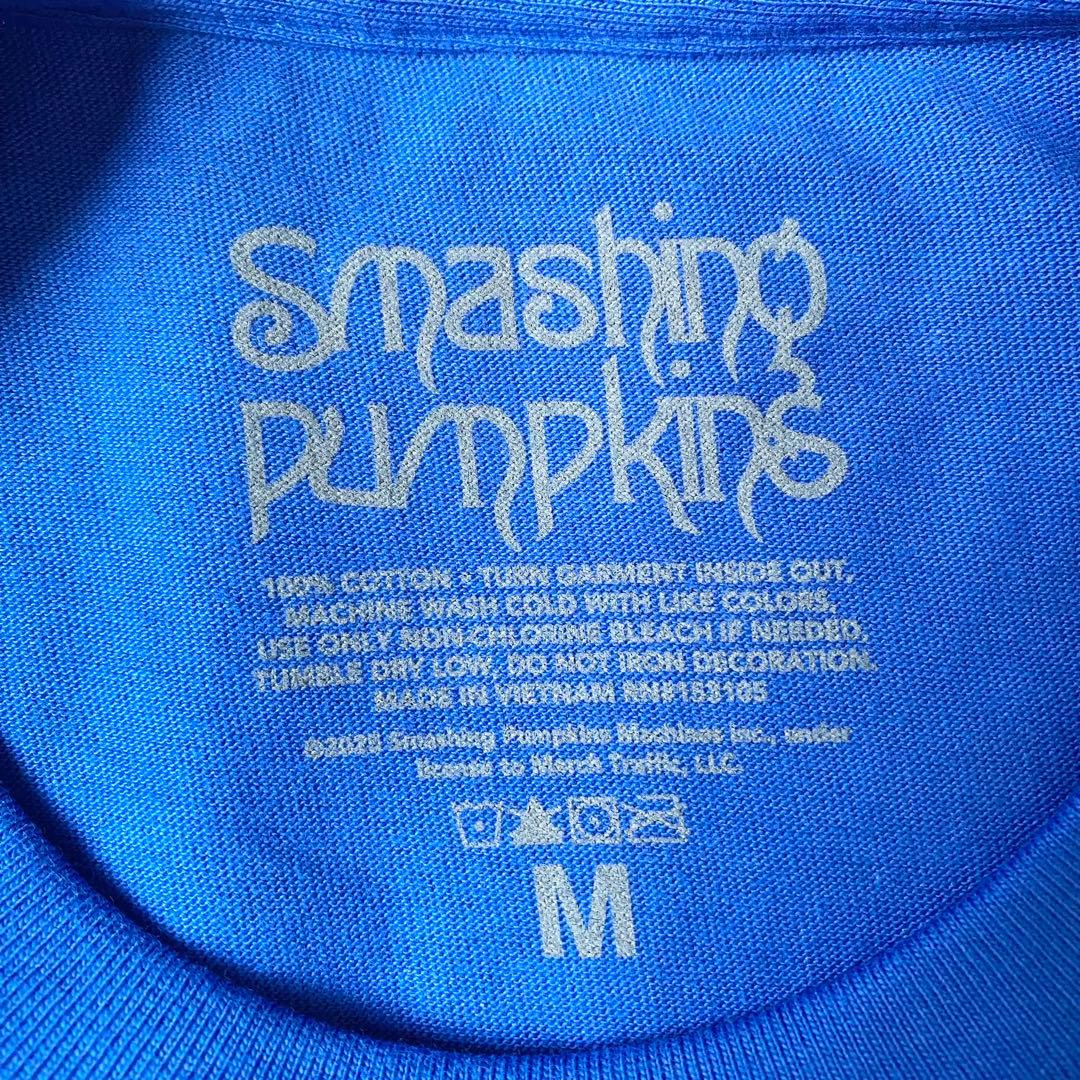 Smashing
pumpkins
100% COTTON • TURN GARMENT INSIDE OUT,
MACHINE WASH COLD WITH LIKE COLORS,
USE ONLY NON-CHLORINE BLEACH IF NEEDED,
TUMBLE DRY LOW, DO NOT IRON DECORATION.
MADE IN VIETNAM RN#153105
Smashing Pumpkins Machines Inc., under
license to Merch Traffic, LLC.
M